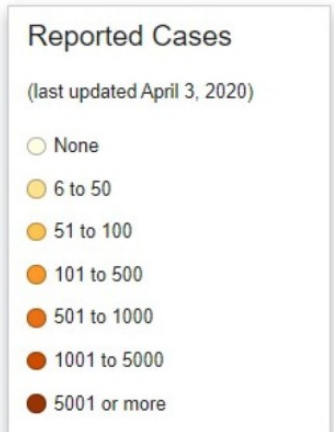 Reported Cases
(last updated April 3, 2020)
None
6 to 50
51 to 100
101 to 500
501 to 1000
1001 to 5000
5001 or more